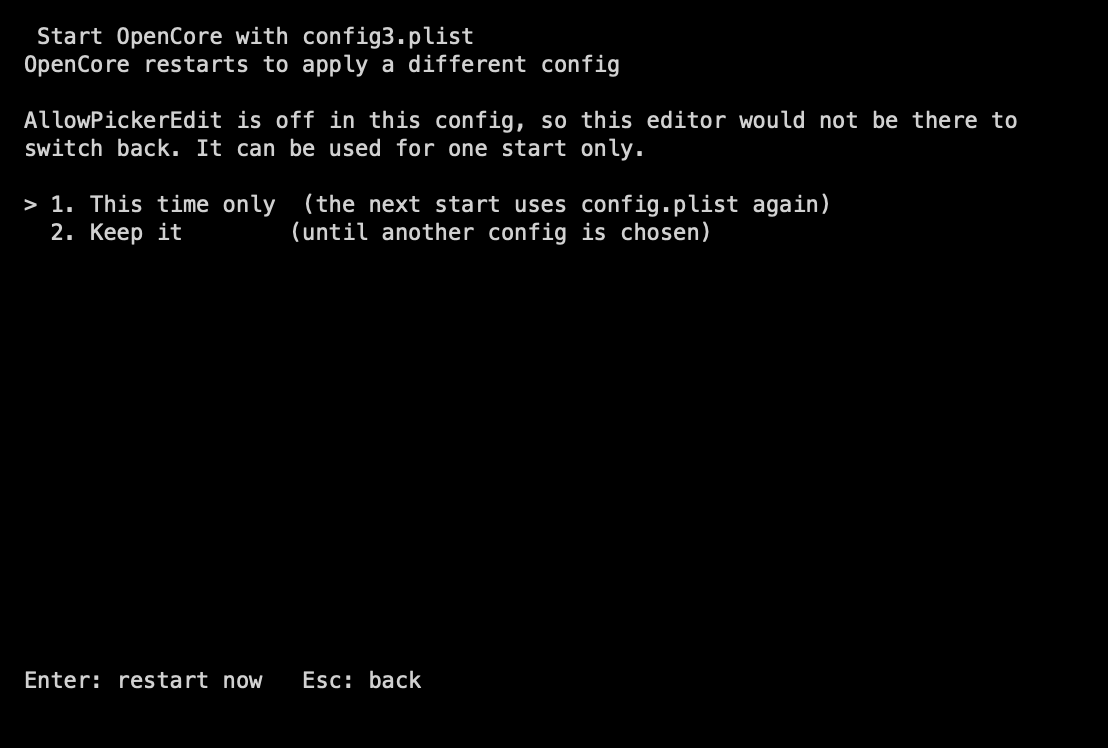 Start OpenCore with config3.plist
OpenCore restarts to apply a different config
AllowPickerEdit is off in this config, so this editor would not be there to
switch back. It can be used for one start only.
> 1. This time only  (the next start uses config.plist again)
  2. Keep it        (until another config is chosen)
Enter: restart now   Esc: back